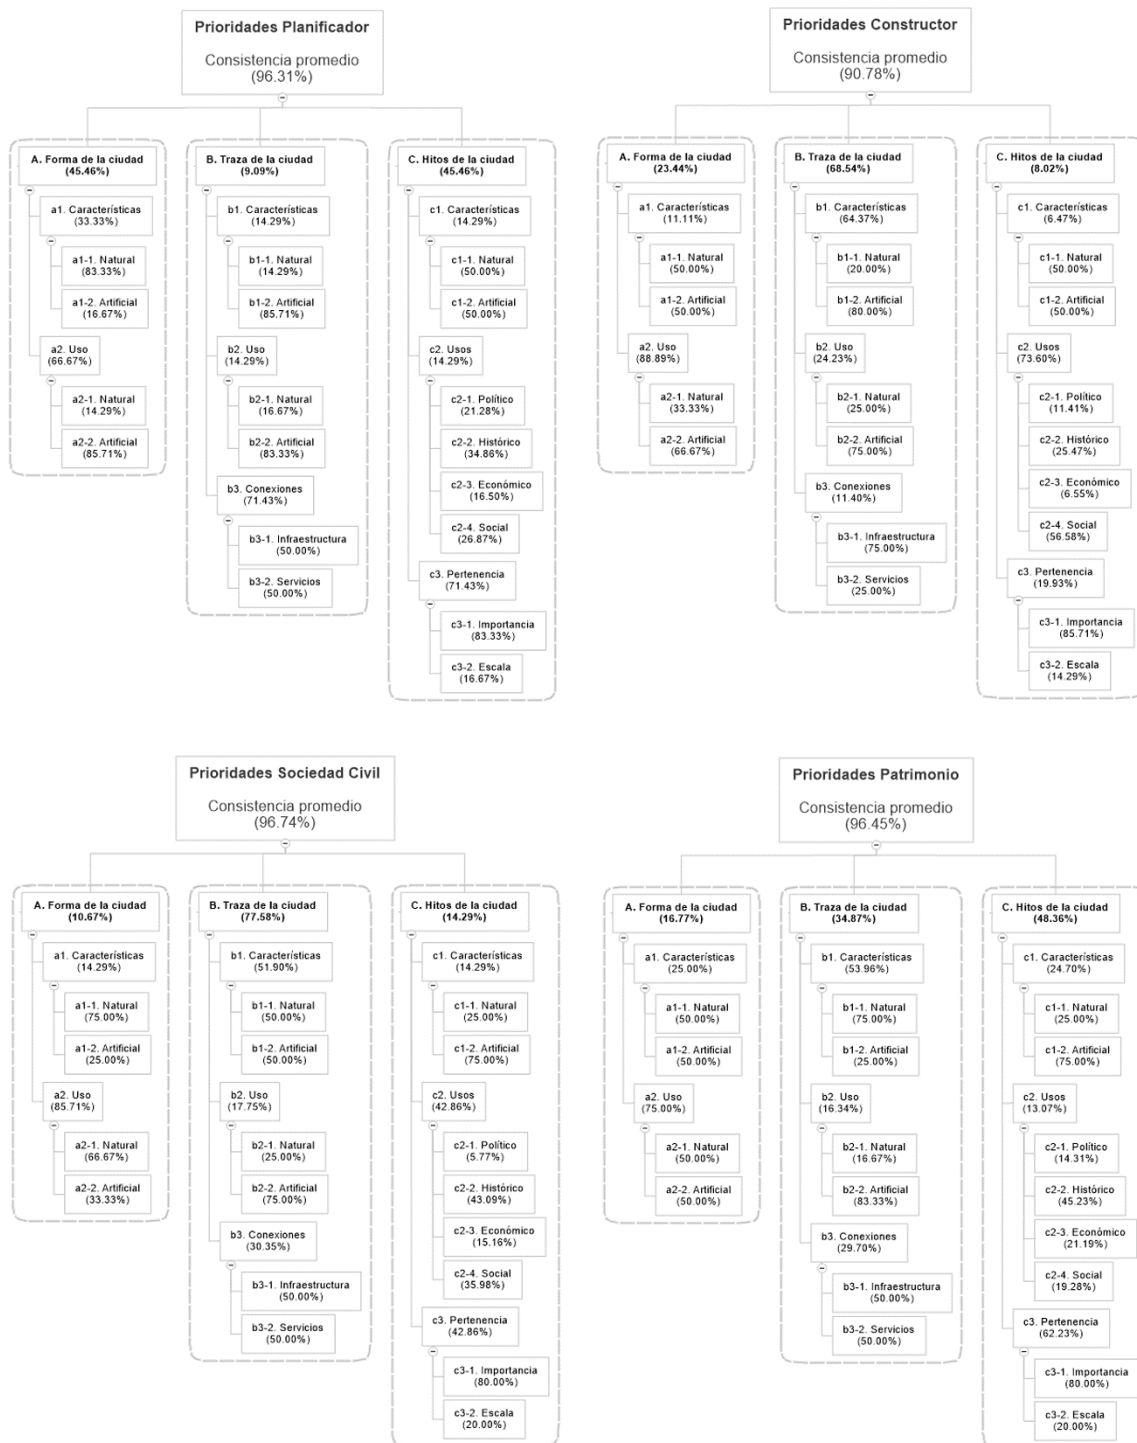 Prioridades Planificador
Consistencia promedio
(96.31%)
A. Forma de la ciudad
(45.46%)
a1. Características
(33.33%)
a1-1. Natural
(83.33%)
a1-2. Artificial
(16.67%)
a2. Uso
(66.67%)
a2-1. Natural
(14.29%)
a2-2. Artificial
(85.71%)
B. Traza de la ciudad
(9.09%)
b1. Características
(14.29%)
b1-1. Natural
(14.29%)
b1-2. Artificial
(85.71%)
b2. Uso
(14.29%)
b2-1. Natural
(16.67%)
b2-2. Artificial
(83.33%)
b3. Conexiones
(71.43%)
b3-1. Infraestructura
(50.00%)
b3-2. Servicios
(50.00%)
C. Hitos de la ciudad
(45.46%)
c1. Características
(14.29%)
c1-1. Natural
(50.00%)
c1-2. Artificial
(50.00%)
c2. Usos
(14.29%)
c2-1. Político
(21.28%)
c2-2. Histórico
(34.86%)
c2-3. Económico
(16.50%)
c2-4. Social
(26.87%)
c3. Pertenencia
(71.43%)
c3-1. Importancia
(83.33%)
c3-2. Escala
(16.67%)
Prioridades Constructor
Consistencia promedio
(90.78%)
A. Forma de la ciudad
(23.44%)
a1. Características
(11.11%)
a1-1. Natural
(50.00%)
a1-2. Artificial
(50.00%)
a2. Uso
(88.89%)
a2-1. Natural
(33.33%)
a2-2. Artificial
(66.67%)
B. Traza de la ciudad
(68.54%)
b1. Características
(64.37%)
b1-1. Natural
(20.00%)
b1-2. Artificial
(80.00%)
b2. Uso
(24.23%)
b2-1. Natural
(25.00%)
b2-2. Artificial
(75.00%)
b3. Conexiones
(11.40%)
b3-1. Infraestructura
(75.00%)
b3-2. Servicios
(25.00%)
C. Hitos de la ciudad
(8.02%)
c1. Características
(6.47%)
c1-1. Natural
(50.00%)
c1-2. Artificial
(50.00%)
c2. Usos
(73.60%)
c2-1. Político
(11.41%)
c2-2. Histórico
(25.47%)
c2-3. Económico
(6.55%)
c2-4. Social
(56.58%)
c3. Pertenencia
(19.93%)
c3-1. Importancia
(85.71%)
c3-2. Escala
(14.29%)
Prioridades Sociedad Civil
Consistencia promedio
(96.74%)
A. Forma de la ciudad
(10.67%)
a1. Características
(14.29%)
a1-1. Natural
(75.00%)
a1-2. Artificial
(25.00%)
a2. Uso
(85.71%)
a2-1. Natural
(66.67%)
a2-2. Artificial
(33.33%)
B. Traza de la ciudad
(77.58%)
b1. Características
(51.90%)
b1-1. Natural
(50.00%)
b1-2. Artificial
(50.00%)
b2. Uso
(17.75%)
b2-1. Natural
(25.00%)
b2-2. Artificial
(75.00%)
b3. Conexiones
(30.35%)
b3-1. Infraestructura
(50.00%)
b3-2. Servicios
(50.00%)
C. Hitos de la ciudad
(14.29%)
c1. Características
(14.29%)
c1-1. Natural
(25.00%)
c1-2. Artificial
(75.00%)
c2. Usos
(42.86%)
c2-1. Político
(5.77%)
c2-2. Histórico
(43.09%)
c2-3. Económico
(15.16%)
c2-4. Social
(35.98%)
c3. Pertenencia
(42.86%)
c3-1. Importancia
(80.00%)
c3-2. Escala
(20.00%)
Prioridades Patrimonio
Consistencia promedio
(96.45%)
A. Forma de la ciudad
(16.77%)
a1. Características
(25.00%)
a1-1. Natural
(50.00%)
a1-2. Artificial
(50.00%)
a2. Uso
(75.00%)
a2-1. Natural
(50.00%)
a2-2. Artificial
(50.00%)
B. Traza de la ciudad
(34.87%)
b1. Características
(53.96%)
b1-1. Natural
(75.00%)
b1-2. Artificial
(25.00%)
b2. Uso
(16.34%)
b2-1. Natural
(16.67%)
b2-2. Artificial
(83.33%)
b3. Conexiones
(29.70%)
b3-1. Infraestructura
(50.00%)
b3-2. Servicios
(50.00%)
C. Hitos de la ciudad
(48.36%)
c1. Características
(24.70%)
c1-1. Natural
(25.00%)
c1-2. Artificial
(75.00%)
c2. Usos
(13.07%)
c2-1. Político
(14.31%)
c2-2. Histórico
(45.23%)
c2-3. Económico
(21.19%)
c2-4. Social
(19.28%)
c3. Pertenencia
(62.23%)
c3-1. Importancia
(80.00%)
c3-2. Escala
(20.00%)